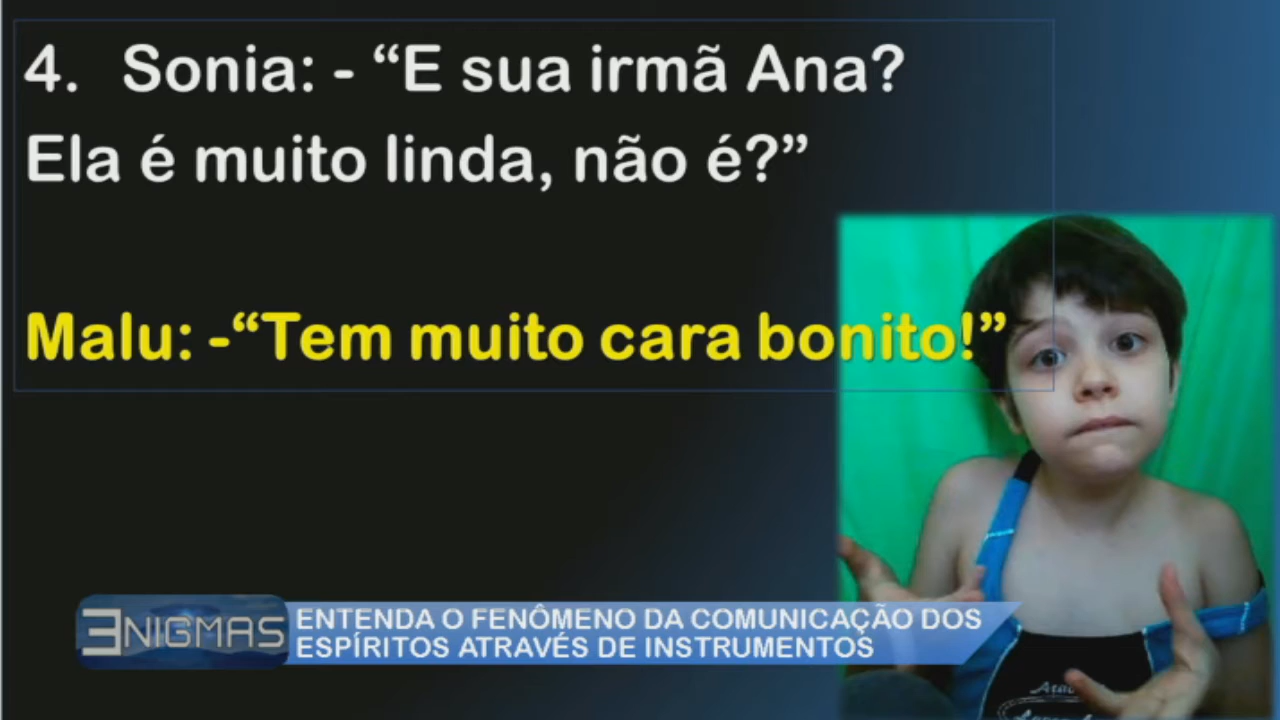 4. Sonia: - “E sua irmã Ana?
Ela é muito linda, não é?”
Malu: -“Tem muito cara bonito!”
ENIGMAS
ENTENDA O FENÔMENO DA COMUNICAÇÃO DOS
ESPÍRITOS ATRAVÉS DE INSTRUMENTOS